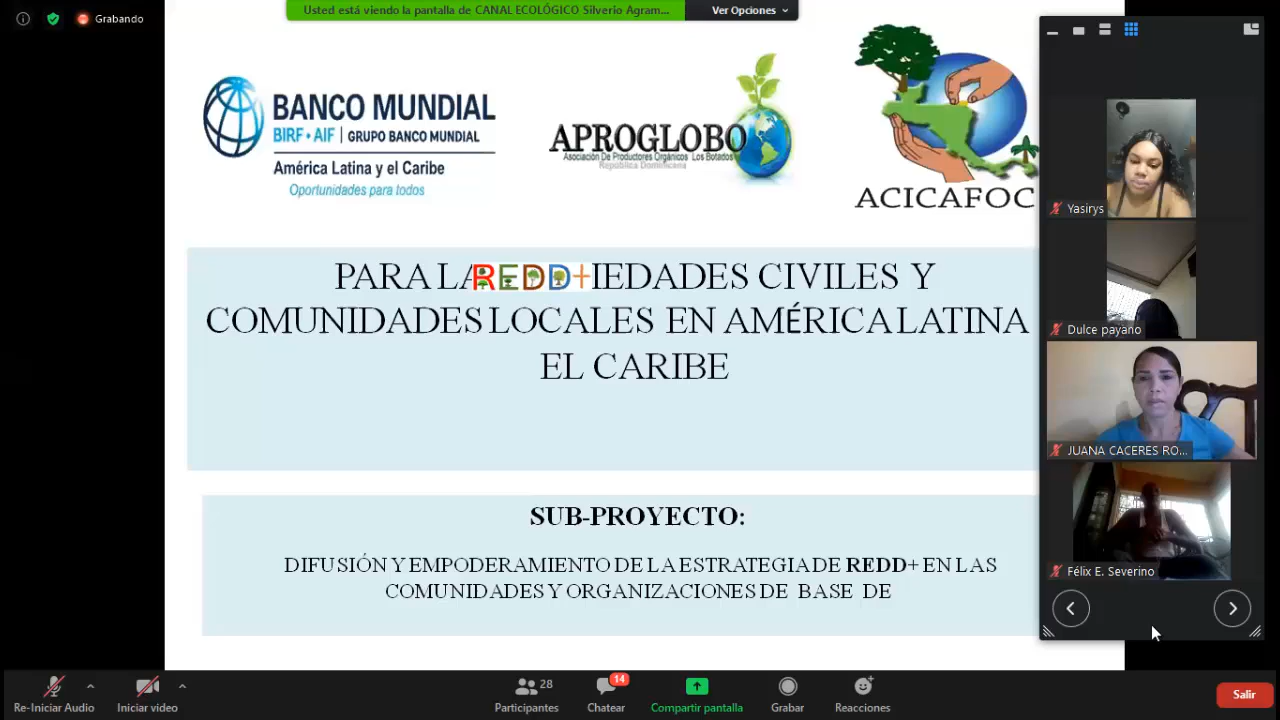 Grabando
Usted está viendo la pantalla de CANAL ECOLÓGICO Silverio Agram...
Ver Opciones
BANCO MUNDIAL
BIRF • AIF | GRUPO BANCO MUNDIAL
América Latina y el Caribe
Oportunidades para todos
APROGLOBO
Asociación De Productores Orgánicos Los Botados
República Dominicana
ACICAFOC
PARA LA REDD+IEDADES CIVILES Y
COMUNIDADES LOCALES EN AMÉRICA LATINA
EL CARIBE
SUB-PROYECTO:
DIFUSIÓN Y EMPODERAMIENTO DE LA ESTRATEGIA DE REDD+ EN LAS
COMUNIDADES Y ORGANIZACIONES DE BASE DE
Yasirys
Dulce payano
JUANA CACERES RO...
Félix E. Severino
Re-Iniciar Audio
Iniciar video
28
Participantes
14
Chatear
Compartir pantalla
Grabar
Reacciones
Salir